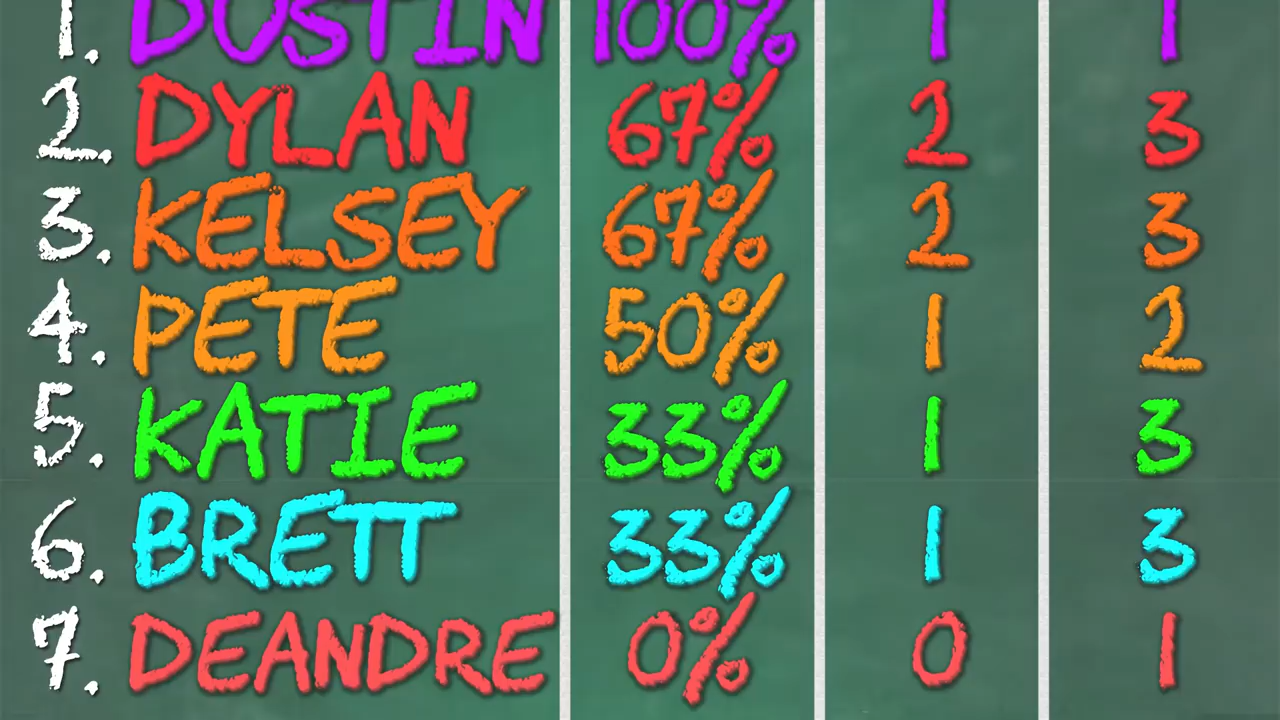 1. DUSTIN 100% 1 1
2. DYLAN 67% 2 3
3. KELSEY 67% 2 3
4. PETE 50% 1 2
5. KATIE 33% 1 3
6. BRETT 33% 1 3
7. DEANDRE 0% 0 1